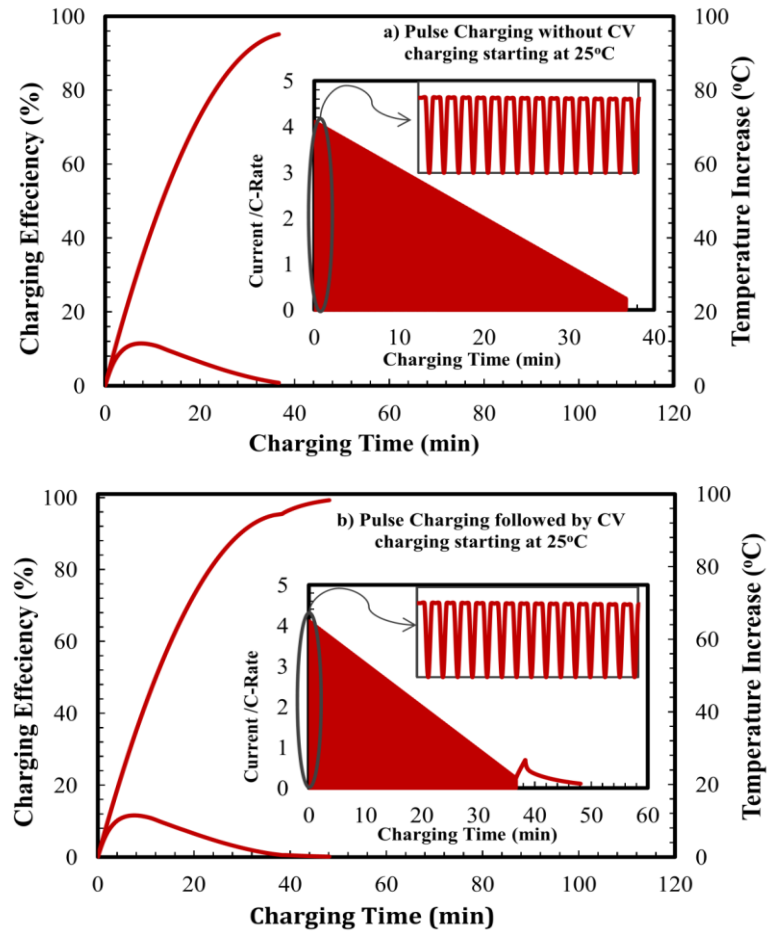 a) Pulse Charging without CV
charging starting at 25oC
Charging Effeciency (%)
100
80
60
40
20
0
Temperature Increase (oC)
100
80
60
40
20
0
Current /C-Rate
5
4
3
2
1
0
0 10 20 30 40
Charging Time (min)
0 20 40 60 80 100 120
Charging Time (min)
b) Pulse Charging followed by CV
charging starting at 25oC
Charging Effeciency (%)
100
80
60
40
20
0
Temperature Increase (oC)
100
80
60
40
20
0
Current /C-Rate
5
4
3
2
1
0
0 10 20 30 40 50 60
Charging Time (min)
0 20 40 60 80 100 120
Charging Time (min)